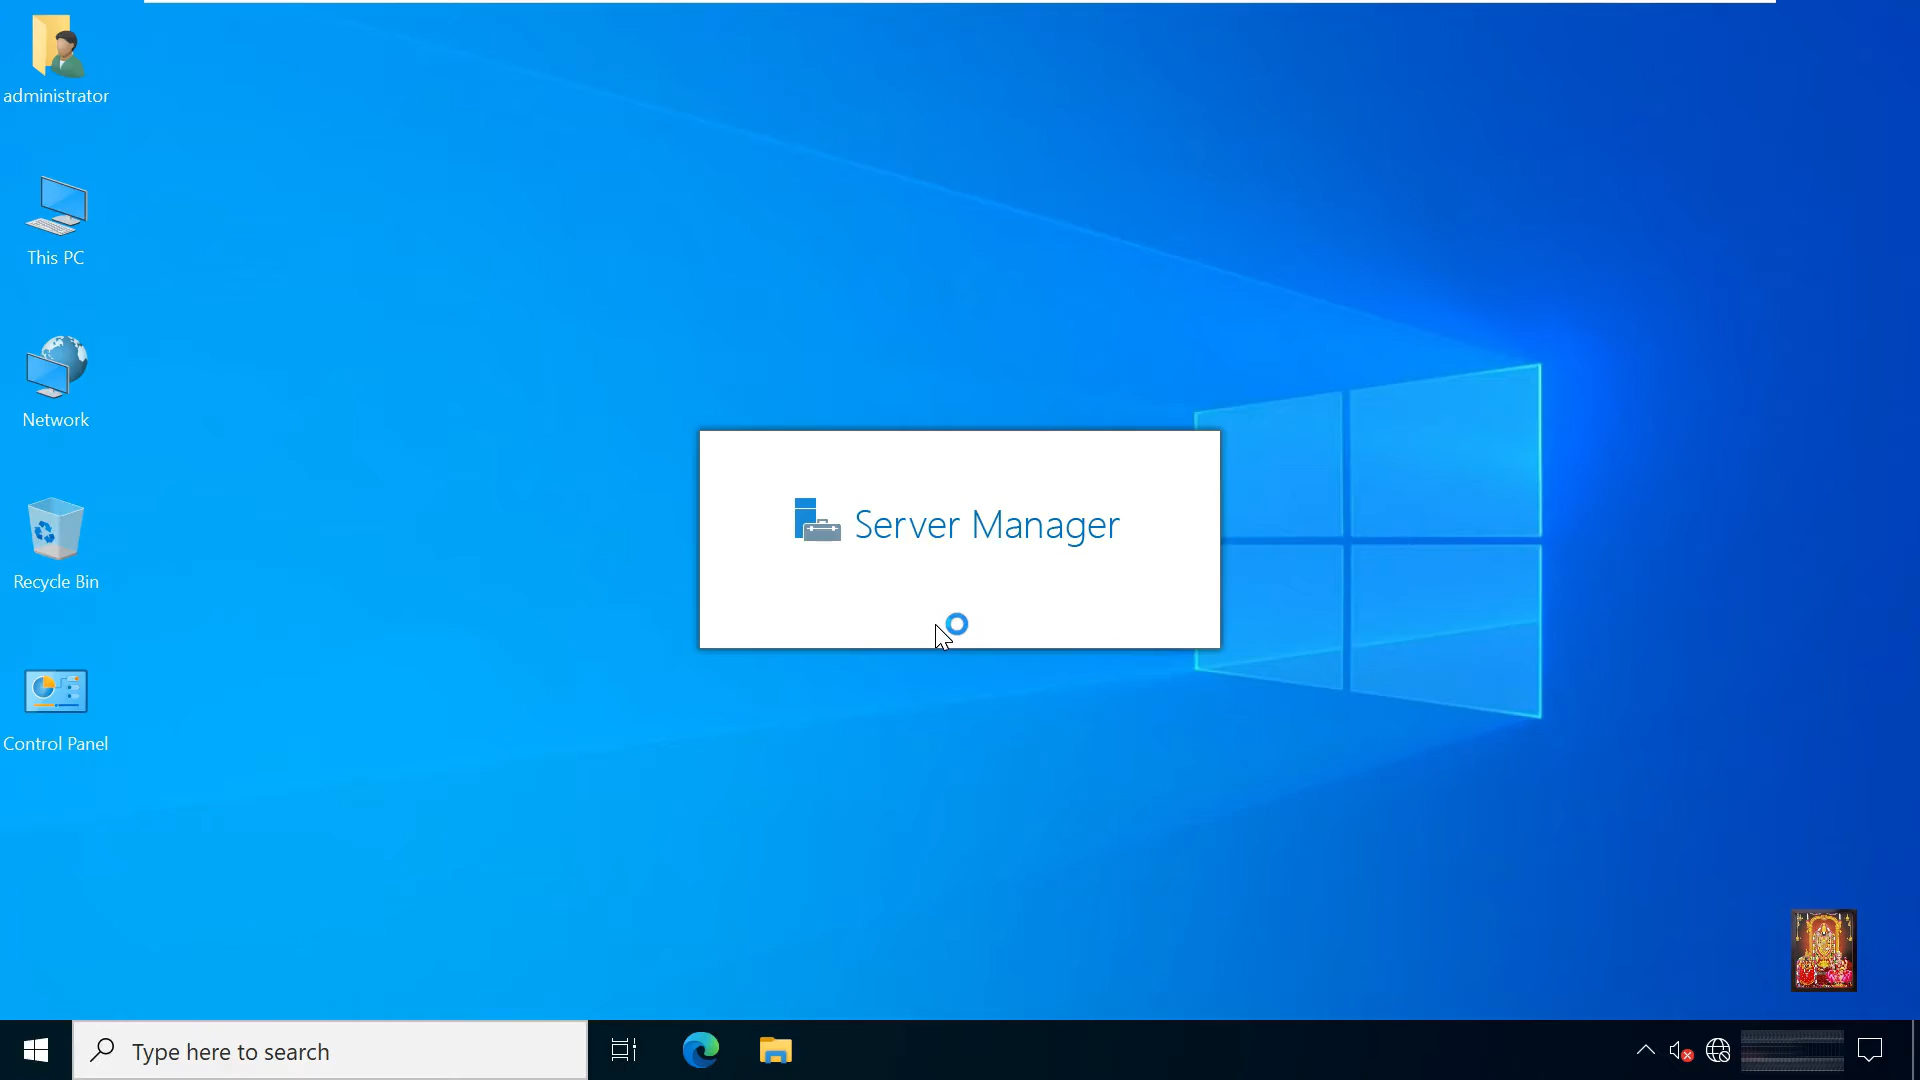 administrator
This PC
Network
Recycle Bin
Control Panel
Server Manager
Type here to search